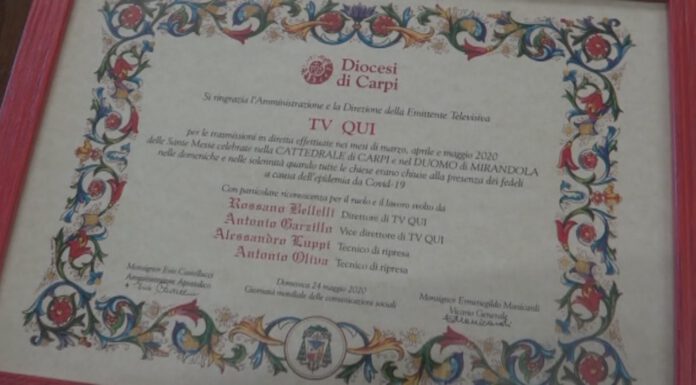 Diocesi
di Carpi
Si ringrazia l'Amministrazione e la Direzione della Emittente Televisiva
TV QUI
per le trasmissioni in diretta effettuate nei mesi di marzo, aprile e maggio 2020
delle Sante Messe celebrate nella CATTEDRALE di CARPI e nel DUOMO di MIRANDOLA
nelle domeniche e nelle solennità quando tutte le chiese erano chiuse alla presenza dei fedeli
a causa dell'epidemia da Covid-19
Con particolare riconoscenza per il ruolo e il lavoro svolto da
Rossano Bellelli Direttore di TV QUI
Antonio Garzillo Vice direttore di TV QUI
Alessandro Luppi Tecnico di ripresa
Antonio Oliva Tecnico di ripresa
Monsignor Erio Castellucci
Amministratore Apostolico
Domenica 24 maggio 2020
Giornata mondiale delle comunicazioni sociali
Monsignor Ermenegildo Manicardi
Vicario Generale